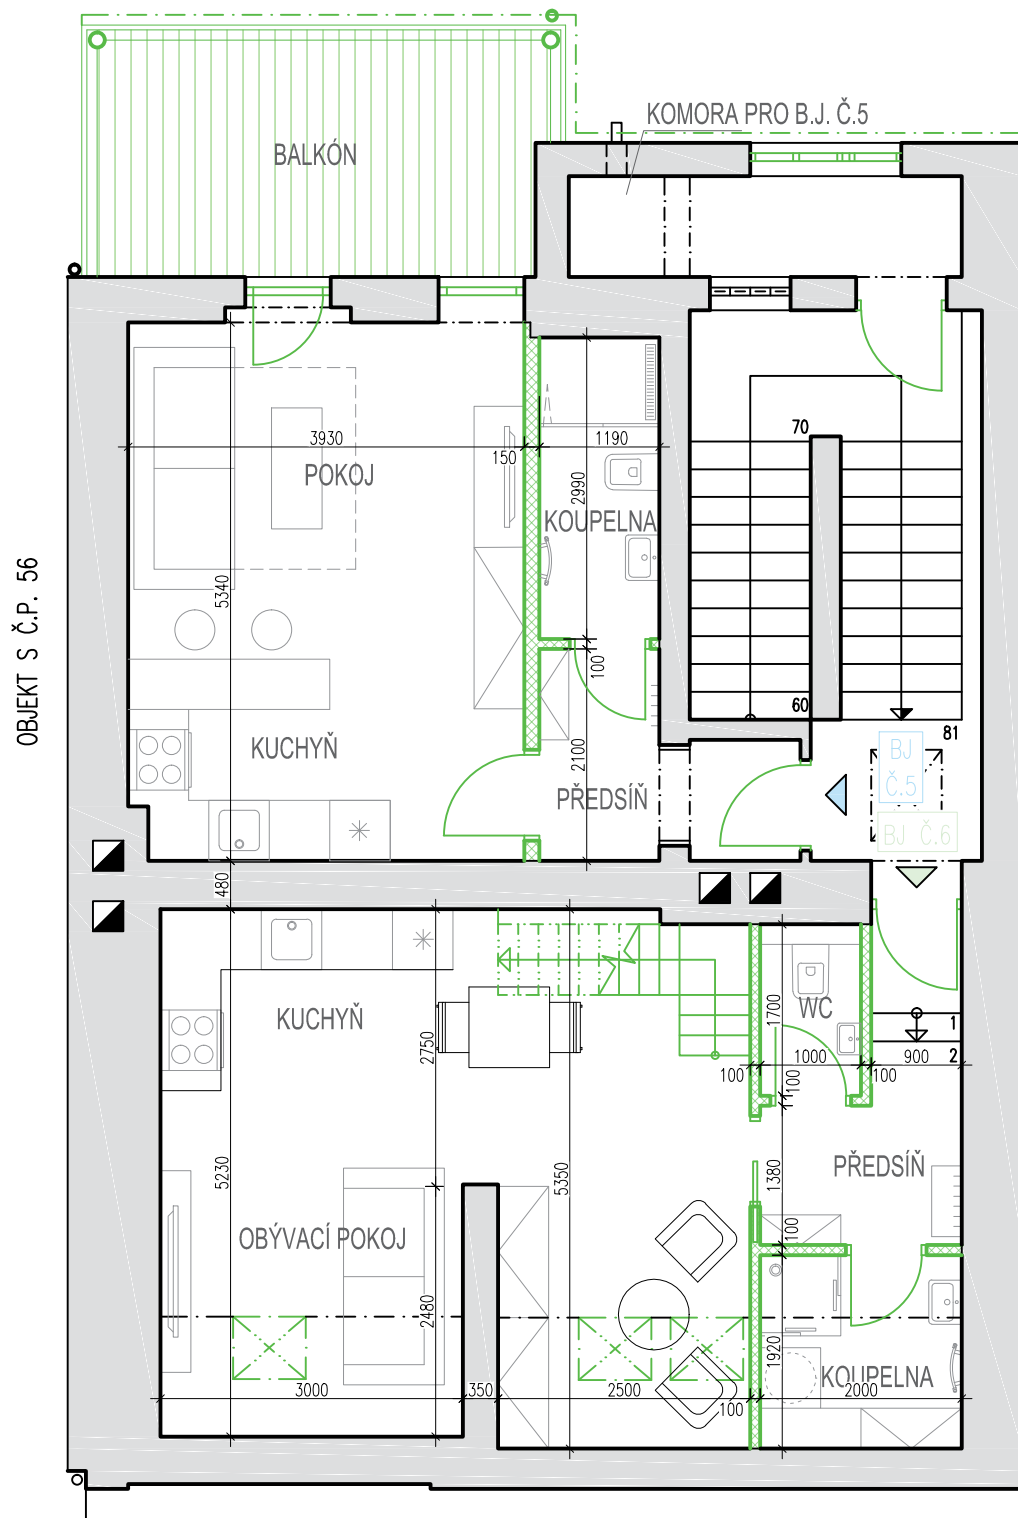 KOMORA PRO B.J. Č.5
BALKÓN
OBJEKT S Č.P. 56
3930
150
1190
70
POKOJ
2990
KOUPELNA
5340
100
60
81
KUCHYŇ
2100
PŘEDSÍŇ
BJ
Č.5
BJ Č.6
480
KUCHYŇ
2750
WC
1700
1
2
100
1000
100
900
100
5230
5350
1380
PŘEDSÍŇ
OBÝVACÍ POKOJ
100
2480
1920
KOUPELNA
3000
350
2500
100
2000